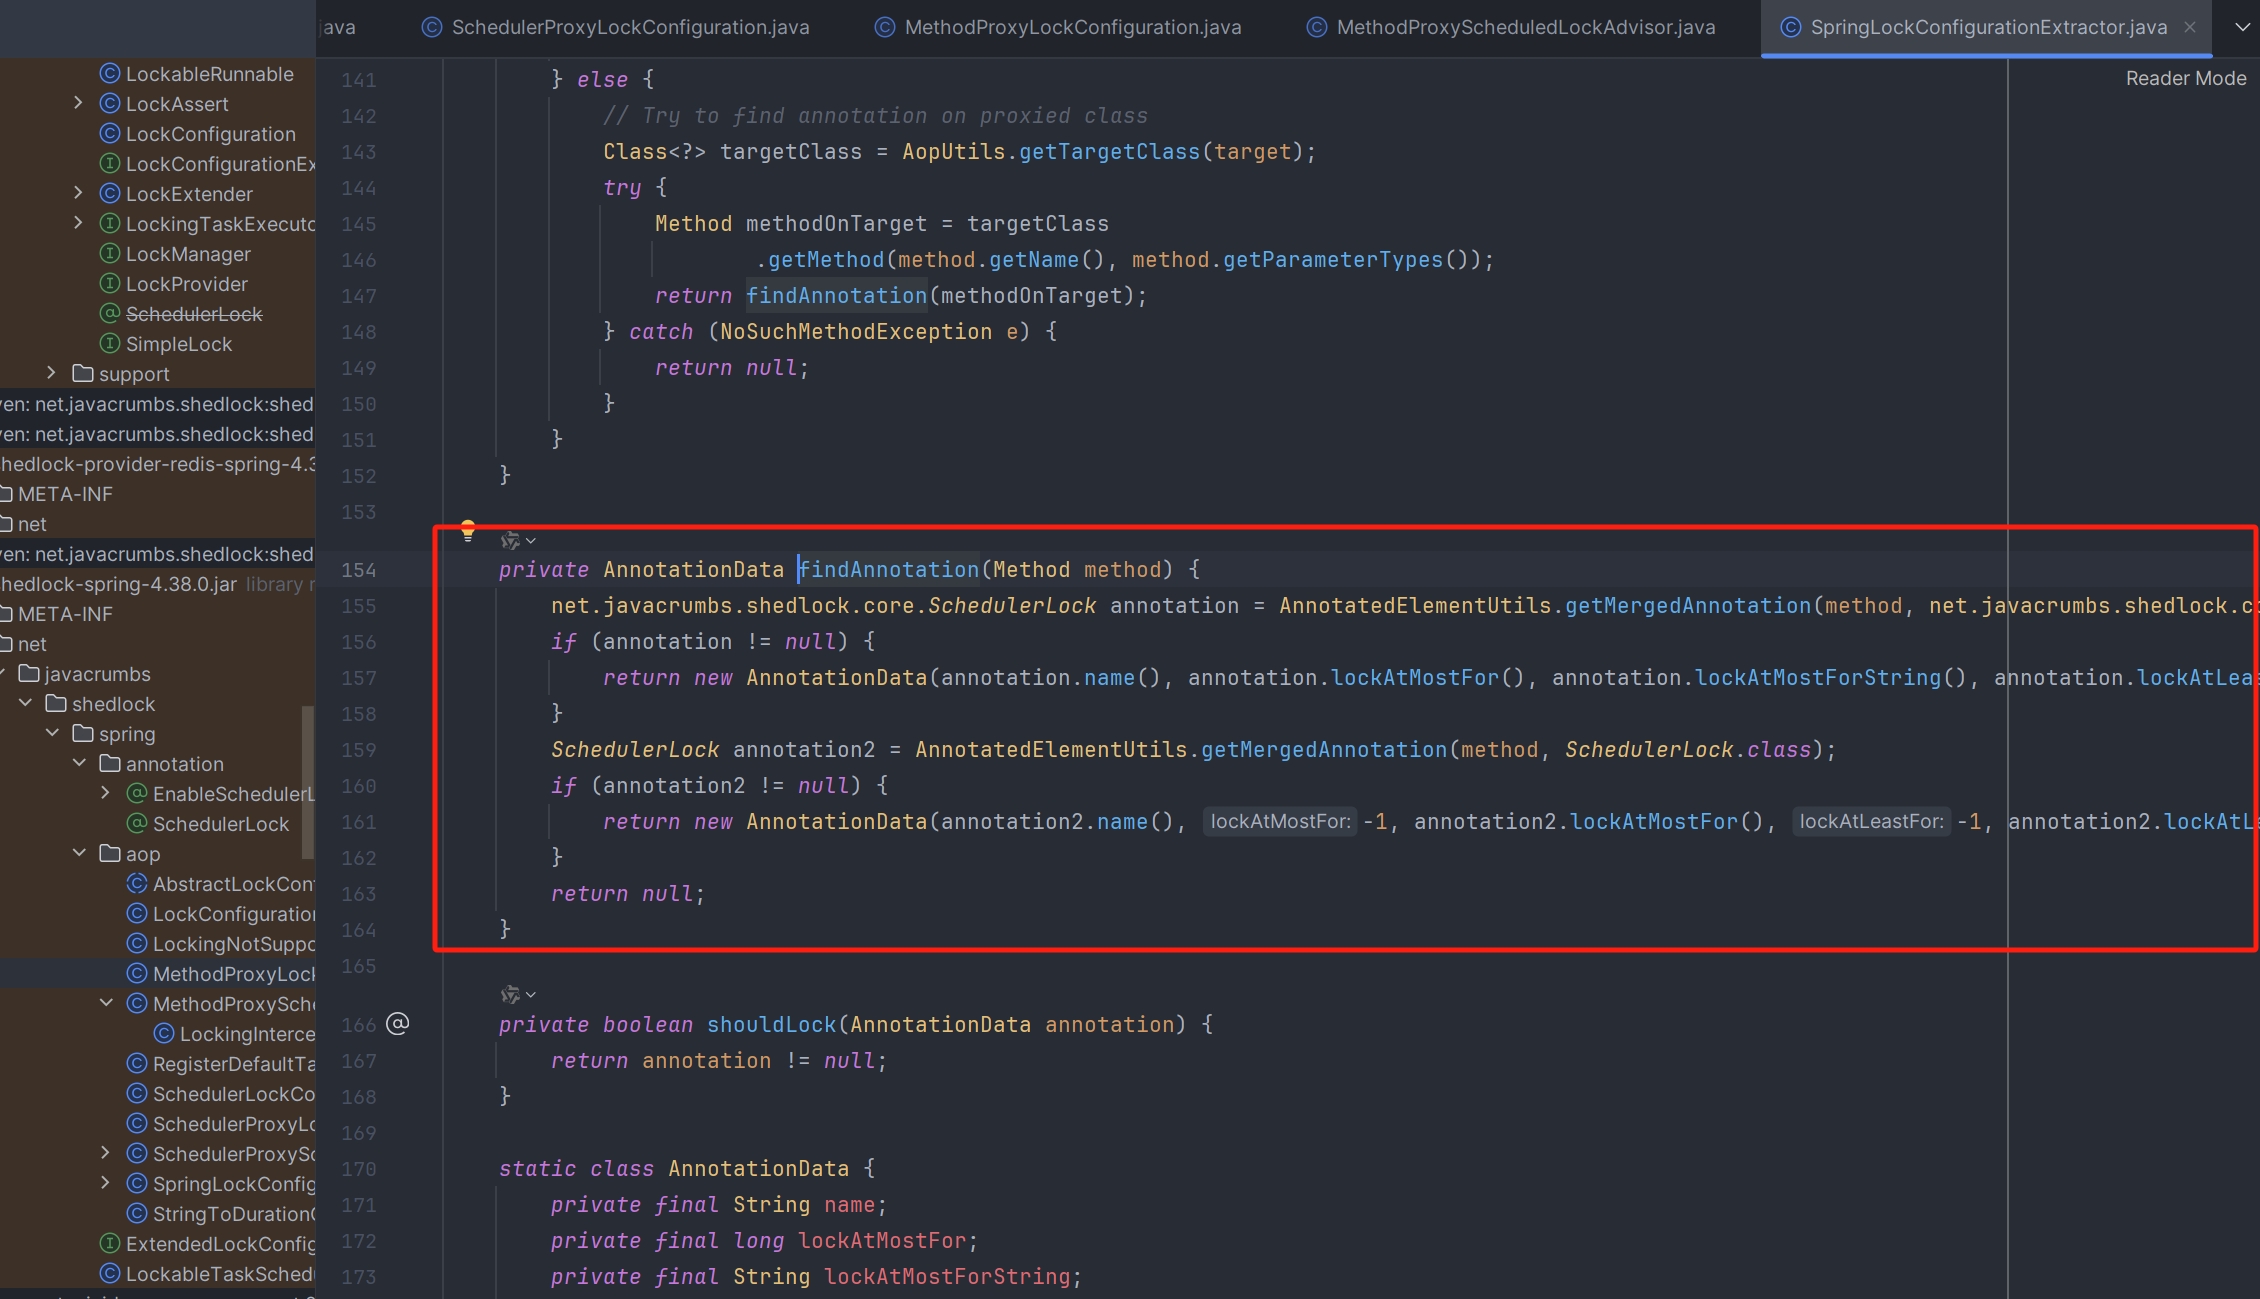 java
SchedulerProxyLockConfiguration.java
MethodProxyLockConfiguration.java
MethodProxyScheduledLockAdvisor.java
SpringLockConfigurationExtractor.java
Reader Mode
LockableRunnable
LockAssert
LockConfiguration
LockConfigurationEx
LockExtender
LockingTaskExecuto
LockManager
LockProvider
SchedulerLock
SimpleLock
support
ven: net.javacrumbs.shedlock:shed
ven: net.javacrumbs.shedlock:shed
hedlock-provider-redis-spring-4.3
META-INF
net
ven: net.javacrumbs.shedlock:shed
hedlock-spring-4.38.0.jar library r
META-INF
net
javacrumbs
shedlock
spring
annotation
EnableSchedulerL
SchedulerLock
aop
AbstractLockConf
LockConfiguration
LockingNotSuppo
MethodProxyLock
MethodProxySche
LockingInterce
RegisterDefaultTa
SchedulerLockCo
SchedulerProxyLo
SchedulerProxySc
SpringLockConfig
StringToDurationC
ExtendedLockConfig
LockableTaskSchedu
141 } else {
142 // Try to find annotation on proxied class
143 Class<?> targetClass = AopUtils.getTargetClass(target);
144 try {
145 Method methodOnTarget = targetClass
146 .getMethod(method.getName(), method.getParameterTypes());
147 return findAnnotation(methodOnTarget);
148 } catch (NoSuchMethodException e) {
149 return null;
150 }
151 }
152 }
153
154 private AnnotationData findAnnotation(Method method) {
155 net.javacrumbs.shedlock.core.SchedulerLock annotation = AnnotatedElementUtils.getMergedAnnotation(method, net.javacrumbs.shedlock.co
156 if (annotation != null) {
157 return new AnnotationData(annotation.name(), annotation.lockAtMostFor(), annotation.lockAtMostForString(), annotation.lockAtLeas
158 }
159 SchedulerLock annotation2 = AnnotatedElementUtils.getMergedAnnotation(method, SchedulerLock.class);
160 if (annotation2 != null) {
161 return new AnnotationData(annotation2.name(), lockAtMostFor: -1, annotation2.lockAtMostFor(), lockAtLeastFor: -1, annotation2.lockAtLe
162 }
163 return null;
164 }
165
166 @ private boolean shouldLock(AnnotationData annotation) {
167 return annotation != null;
168 }
169
170 static class AnnotationData {
171 private final String name;
172 private final long lockAtMostFor;
173 private final String lockAtMostForString;